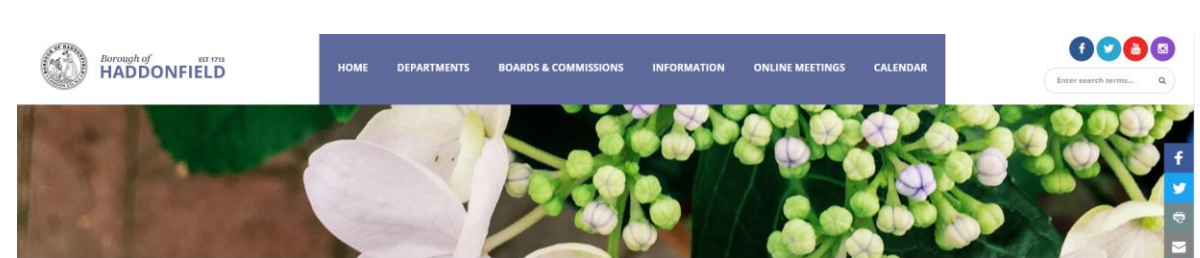 Borough of EST 1713
HADDONFIELD
HOME DEPARTMENTS BOARDS & COMMISSIONS INFORMATION ONLINE MEETINGS CALENDAR
Enter search terms...